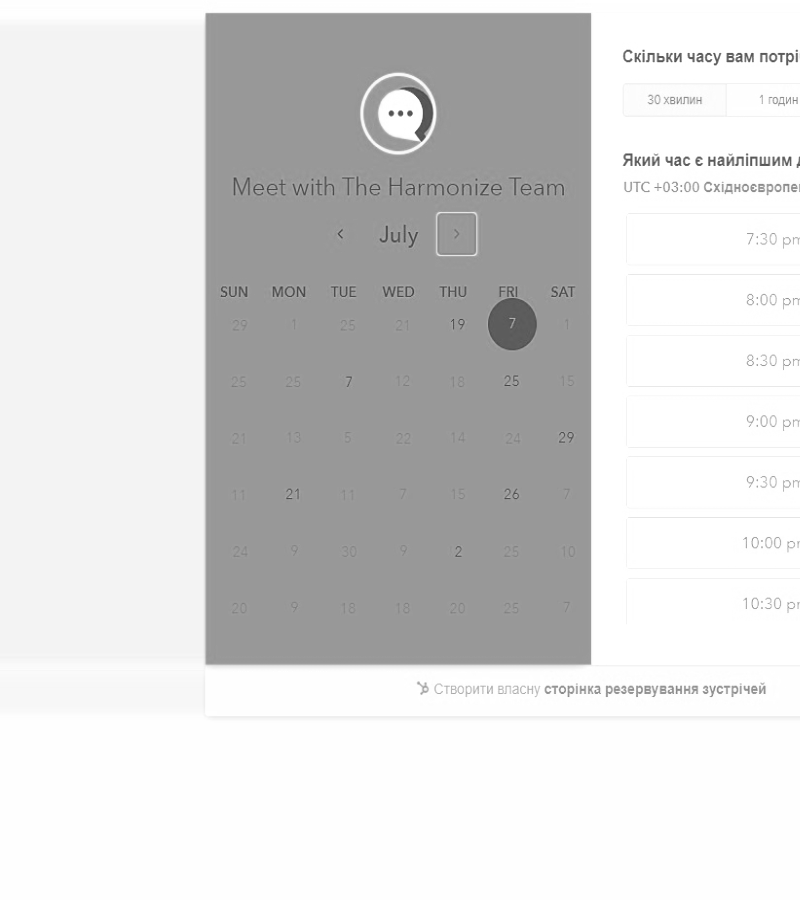 Meet with The Harmonize Team
July
SUN MON TUE WED THU FRI SAT
29 1 25 21 19 7 1
25 25 7 12 18 25 15
21 13 5 22 14 24 29
11 21 11 7 15 26 7
24 9 30 9 2 25 10
20 9 18 18 20 25 7
Скільки часу вам
30 хвилин 1 годин
Який час є найліпшим
UTC +03:00
7:30 pm
8:00 pm
8:30 pm
9:00 pm
9:30 pm
10:00 pm
10:30 pm
Створити власну сторінка резервування зустрічей